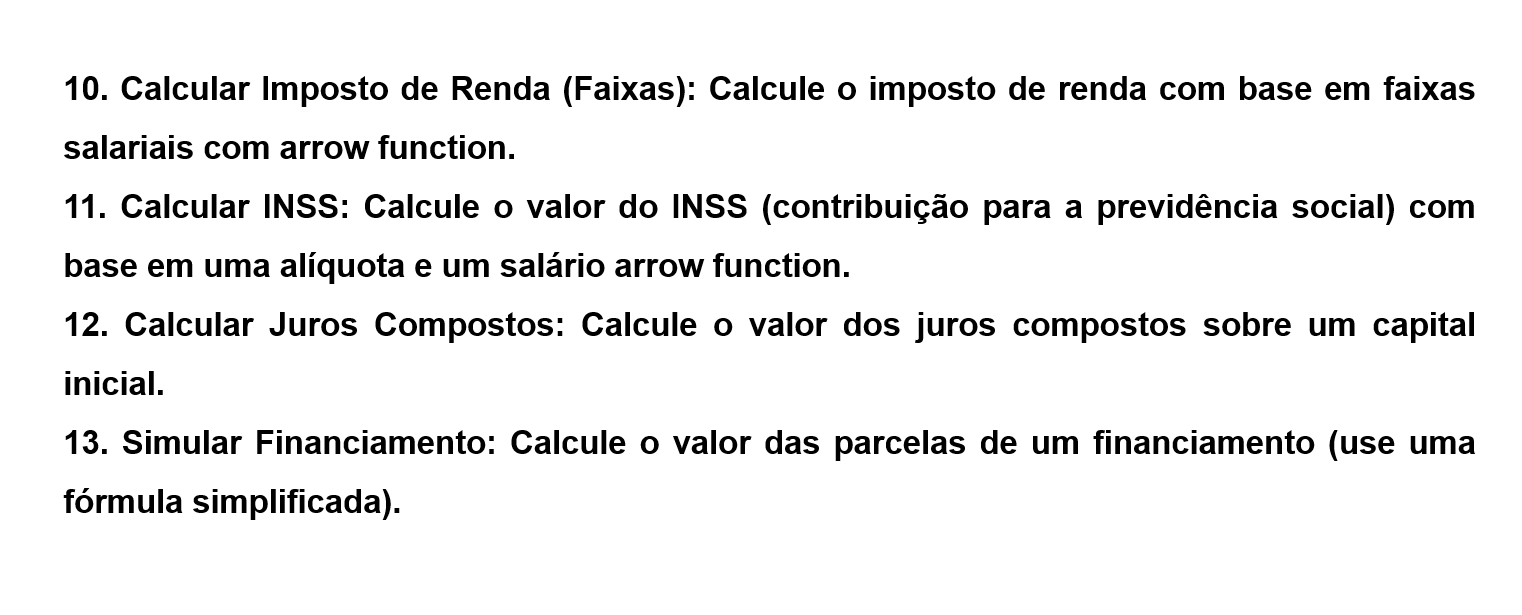 10. Calcular Imposto de Renda (Faixas): Calcule o imposto de renda com base em faixas
salariais com arrow function.
11. Calcular INSS: Calcule o valor do INSS (contribuição para a previdência social) com
base em uma alíquota e um salário arrow function.
12. Calcular Juros Compostos: Calcule o valor dos juros compostos sobre um capital
inicial.
13. Simular Financiamento: Calcule o valor das parcelas de um financiamento (use uma
fórmula simplificada).